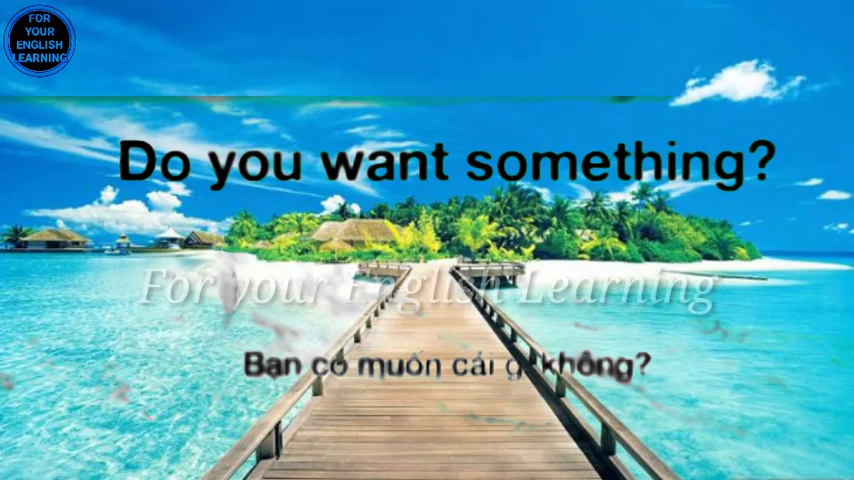 FOR
YOUR
ENGLISH
LEARNING
Do you want something?
For your English Learning
Bạn có muốn cái gì không?